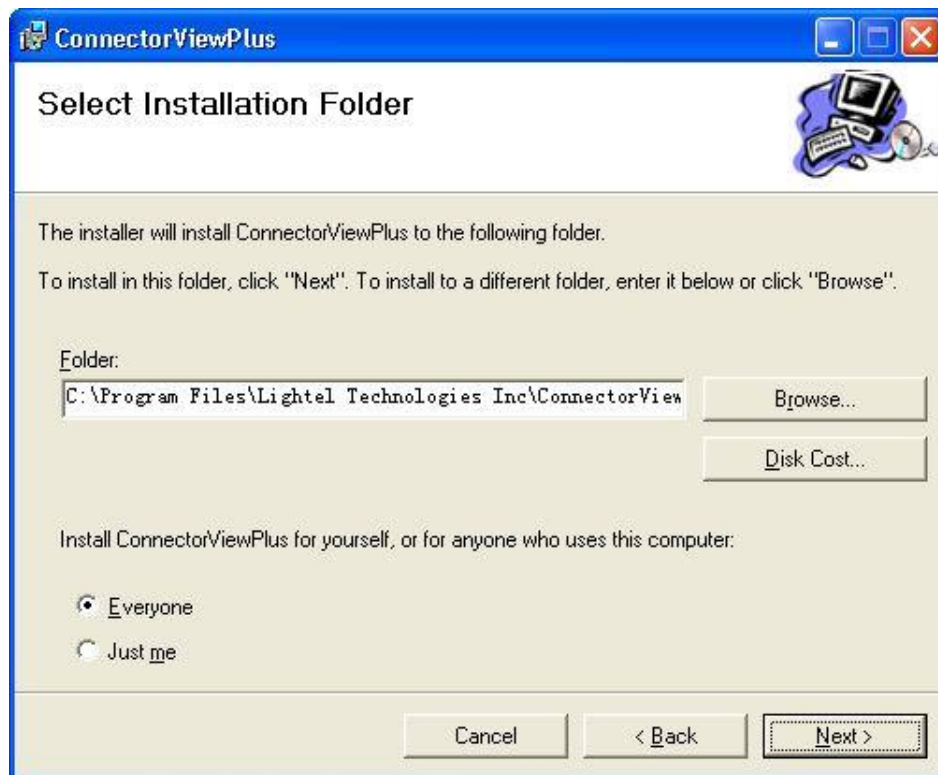 ConnectorViewPlus
Select Installation Folder
The installer will install ConnectorViewPlus to the following folder.
To install in this folder, click "Next". To install to a different folder, enter it below or click "Browse".
Folder:
C:\Program Files\Lightel Technologies Inc\ConnectorView
Browse...
Disk Cost...
Install ConnectorViewPlus for yourself, or for anyone who uses this computer:
Everyone
Just me
Cancel
< Back
Next >